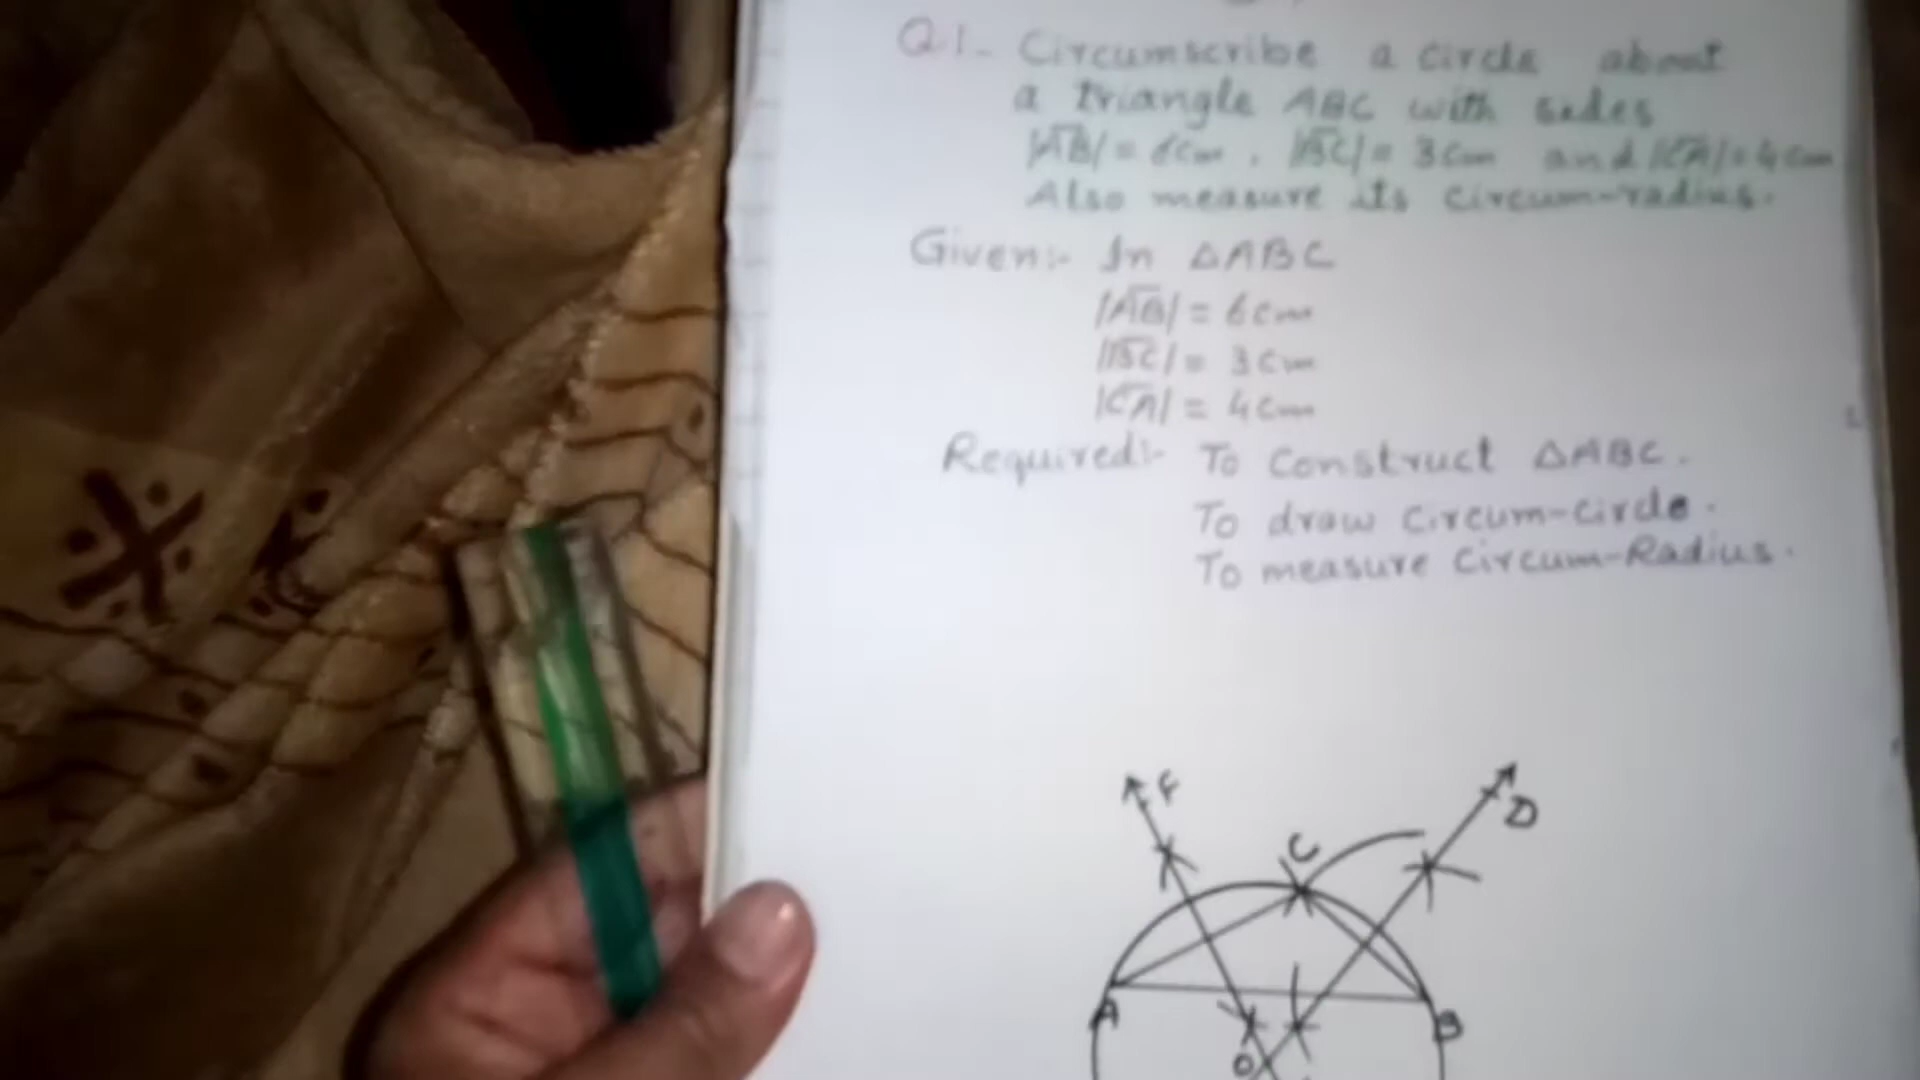 Q1- Circumscribe a circle about
a triangle ABC with sides
|AB| = 6cm, |BC| = 3cm and |CA| = 4cm
Also measure its circum-radius.
Given:- In △ABC
|AB| = 6cm
|BC| = 3cm
|CA| = 4cm
Required:- To Construct △ABC.
To draw Circum-circle.
To measure Circum-Radius.
F
D
C
A
B
O